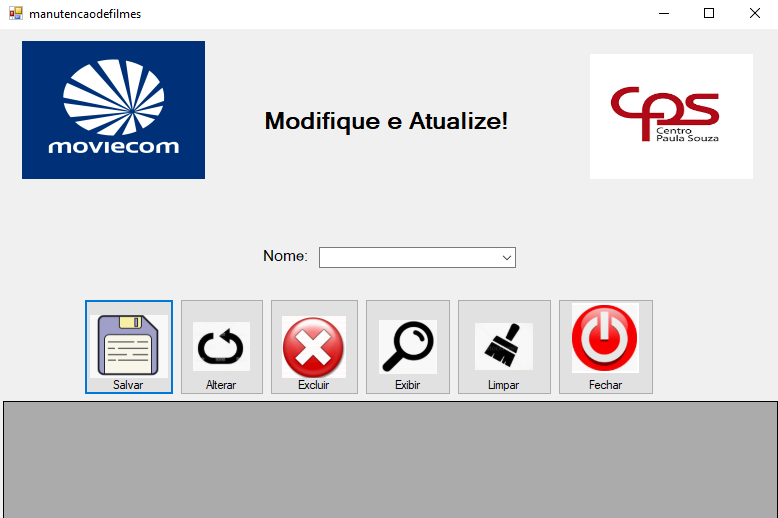 manutencaodefilmes
moviecom
Modifique e Atualize!
cps
Centro
Paula Souza
Nome:
Salvar
Alterar
Excluir
Exibir
Limpar
Fechar